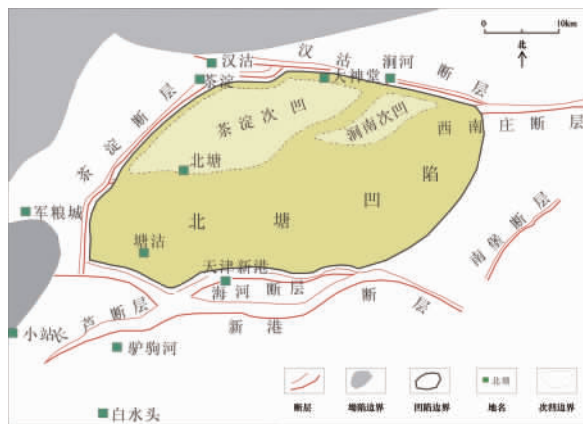 0 10km
北
汉沽
汉沽断层
涧河
茶淀
大神堂
茶淀断层
茶淀次凹
涧南次凹
西南庄断层
北塘
军粮城
北塘凹陷
南堡断层
塘沽
天津新港
海河断层
新港断层
小站
长芦断层
驴驹河
白水头
北塘
断层
塌陷边界
凹陷边界
地名
次凹边界